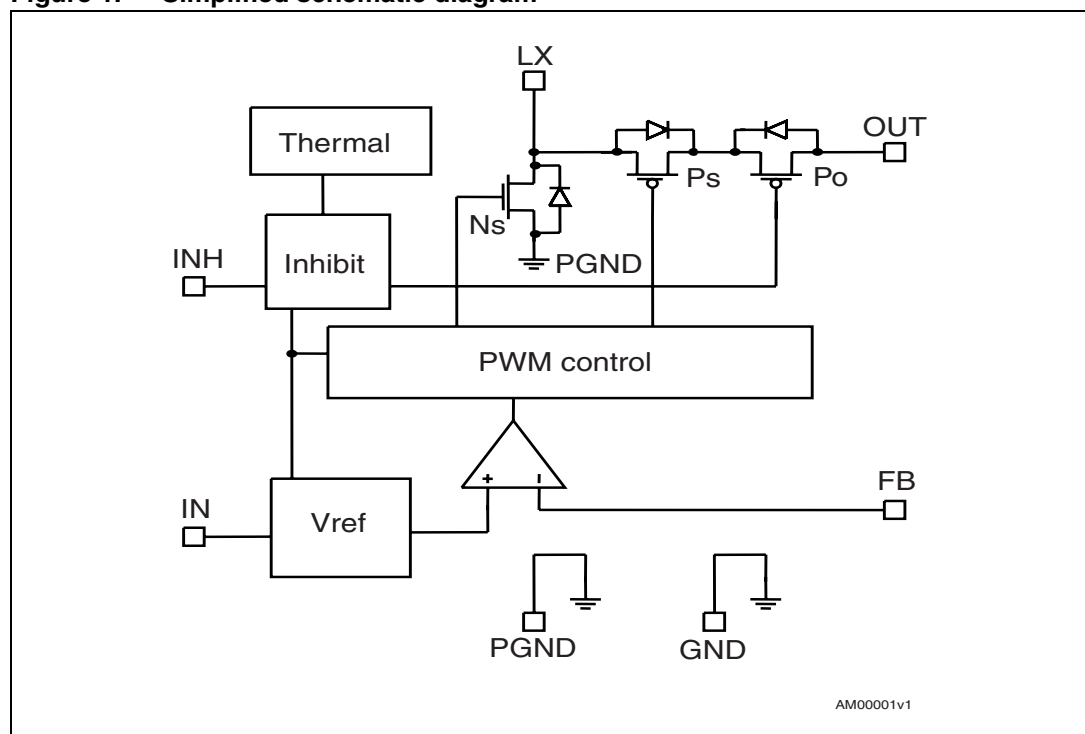 Figure 1. Simplified schematic diagram
LX
Thermal
OUT
Ps
Po
Ns
INH
Inhibit
PGND
PWM control
+
-
FB
IN
Vref
PGND
GND
AM00001v1